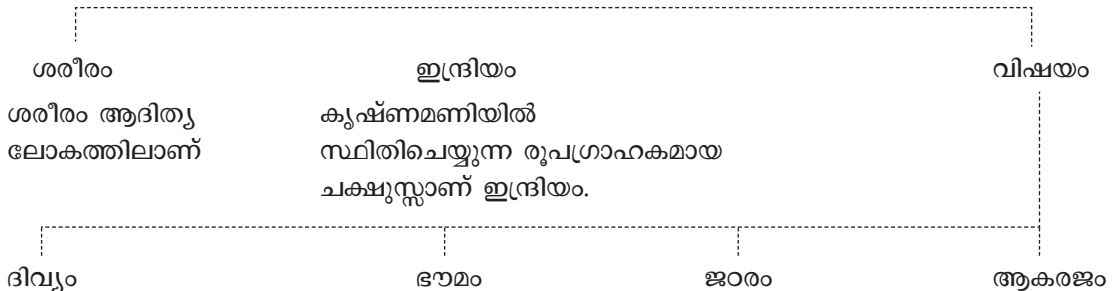 ശരീരം ഇന്ദ്രിയം വിഷയം
ശരീരം ആദിത്യ കൃഷ്ണമണിയിൽ
ലോകത്തിലാണ് സ്ഥിതിചെയ്യുന്ന രൂപഗ്രാഹകമായ
ചക്ഷുസ്സാണ് ഇന്ദ്രിയം.
ദിവ്യം ഭൗമം ജഠരം ആകരജം